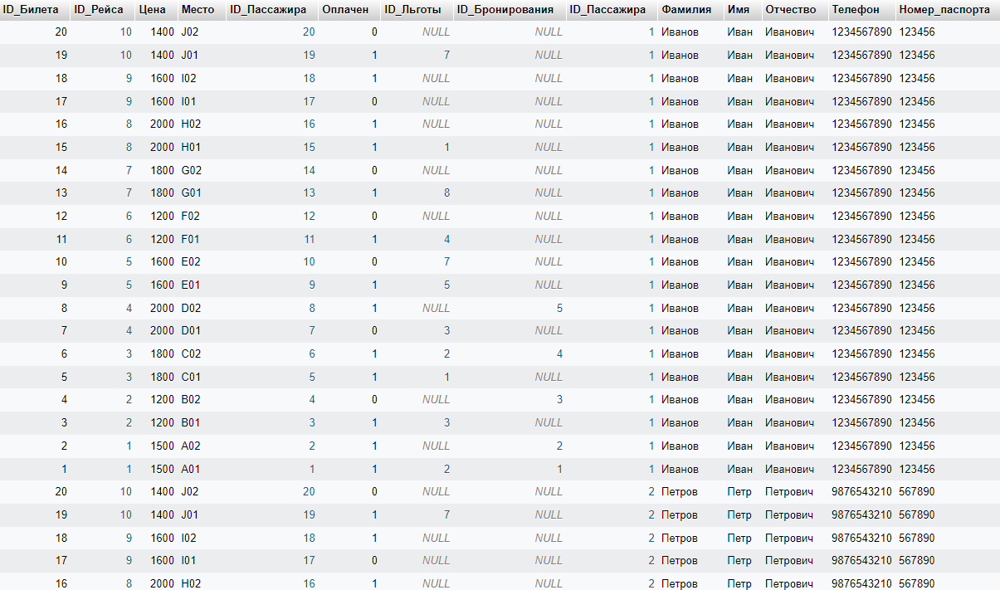 ID_Билета ID_Рейса Цена Место ID_Пассажира Оплачен ID_Льготы ID_Бронирования ID_Пассажира Фамилия Имя Отчество Телефон Номер_паспорта
20 10 1400 J02 20 0 NULL NULL 1 Иванов Иван Иванович 1234567890 123456
19 10 1400 J01 19 1 7 NULL 1 Иванов Иван Иванович 1234567890 123456
18 9 1600 I02 18 1 NULL NULL 1 Иванов Иван Иванович 1234567890 123456
17 9 1600 I01 17 0 NULL NULL 1 Иванов Иван Иванович 1234567890 123456
16 8 2000 H02 16 1 NULL NULL 1 Иванов Иван Иванович 1234567890 123456
15 8 2000 H01 15 1 1 NULL 1 Иванов Иван Иванович 1234567890 123456
14 7 1800 G02 14 0 NULL NULL 1 Иванов Иван Иванович 1234567890 123456
13 7 1800 G01 13 1 8 NULL 1 Иванов Иван Иванович 1234567890 123456
12 6 1200 F02 12 0 NULL NULL 1 Иванов Иван Иванович 1234567890 123456
11 6 1200 F01 11 1 4 NULL 1 Иванов Иван Иванович 1234567890 123456
10 5 1600 E02 10 0 7 NULL 1 Иванов Иван Иванович 1234567890 123456
9 5 1600 E01 9 1 5 NULL 1 Иванов Иван Иванович 1234567890 123456
8 4 2000 D02 8 1 NULL 5 1 Иванов Иван Иванович 1234567890 123456
7 4 2000 D01 7 0 3 NULL 1 Иванов Иван Иванович 1234567890 123456
6 3 1800 C02 6 1 2 4 1 Иванов Иван Иванович 1234567890 123456
5 3 1800 C01 5 1 1 NULL 1 Иванов Иван Иванович 1234567890 123456
4 2 1200 B02 4 0 NULL 3 1 Иванов Иван Иванович 1234567890 123456
3 2 1200 B01 3 1 3 NULL 1 Иванов Иван Иванович 1234567890 123456
2 1 1500 A02 2 1 NULL 2 1 Иванов Иван Иванович 1234567890 123456
1 1 1500 A01 1 1 2 1 1 Иванов Иван Иванович 1234567890 123456
20 10 1400 J02 20 0 NULL NULL 2 Петров Петр Петрович 9876543210 567890
19 10 1400 J01 19 1 7 NULL 2 Петров Петр Петрович 9876543210 567890
18 9 1600 I02 18 1 NULL NULL 2 Петров Петр Петрович 9876543210 567890
17 9 1600 I01 17 0 NULL NULL 2 Петров Петр Петрович 9876543210 567890
16 8 2000 H02 16 1 NULL NULL 2 Петров Петр Петрович 9876543210 567890